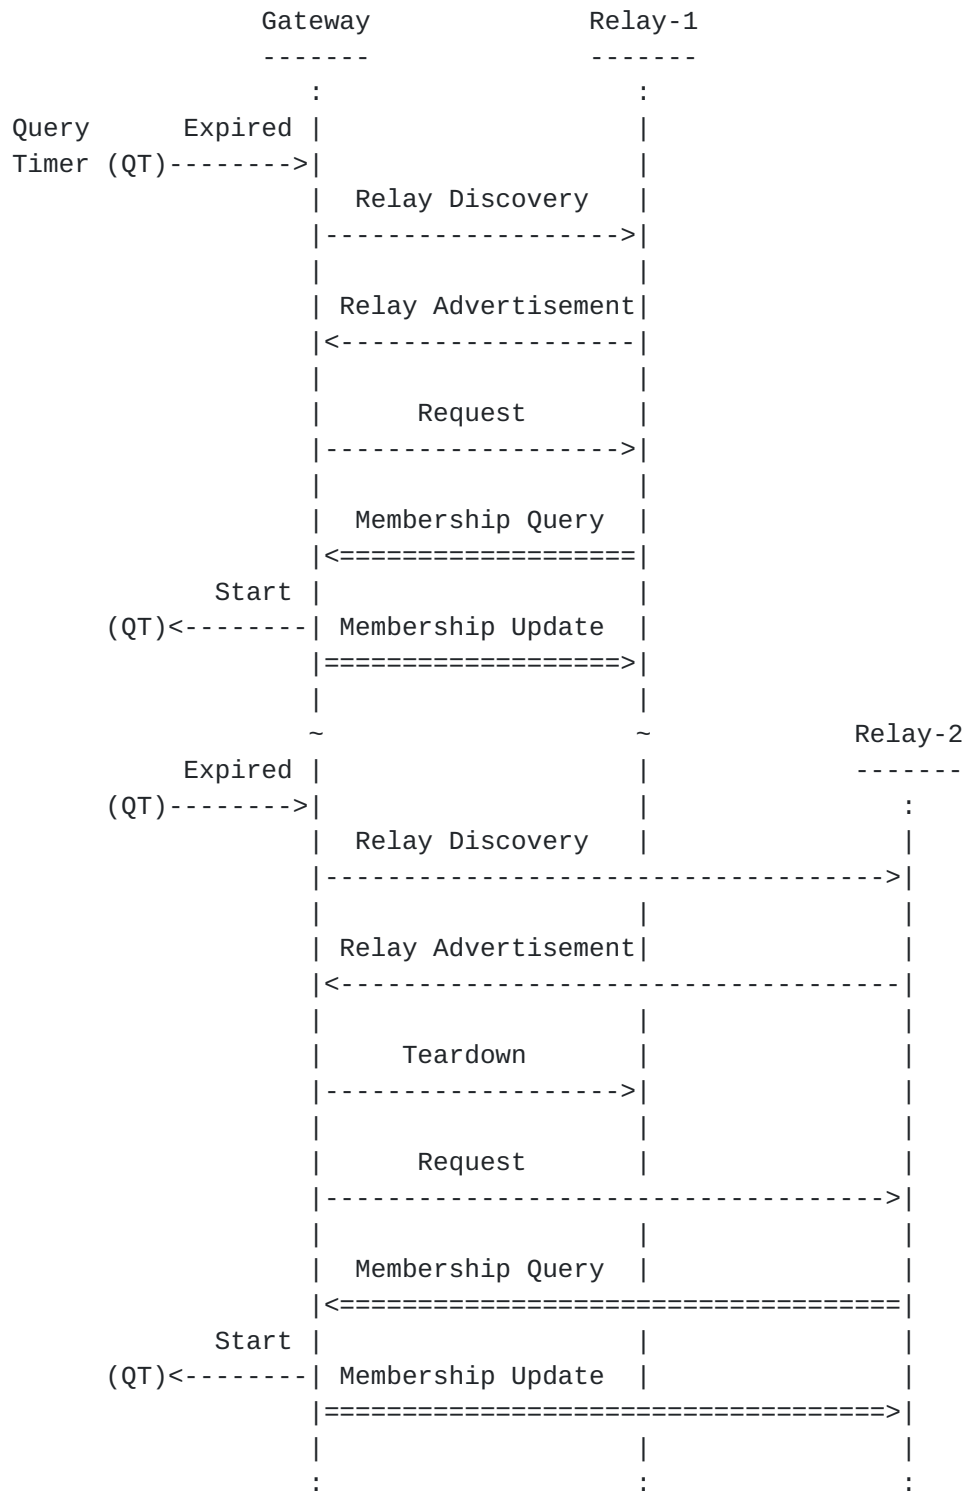 Gateway Relay-1
------- -------
: :
Query Expired | |
Timer (QT)-------->| |
| Relay Discovery |
|------------------->|
| |
| Relay Advertisement|
|<-------------------|
| |
| Request |
|------------------->|
| |
| Membership Query |
|<===================|
Start | |
(QT)<--------| Membership Update |
|===================>|
| |
~ ~ Relay-2
Expired | | -------
(QT)-------->| | :
| Relay Discovery | |
|------------------------------------>|
| | |
| Relay Advertisement| |
|<------------------------------------|
| | |
| Teardown | |
|------------------->| |
| | |
| Request | |
|------------------------------------>|
| | |
| Membership Query | |
|<====================================|
Start | | |
(QT)<--------| Membership Update | |
|====================================>|
| | |
: : :